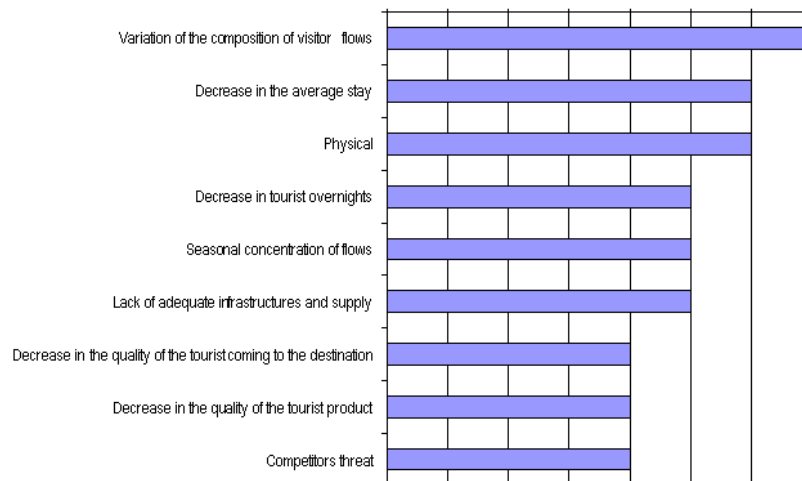 Variation of the composition of visitor flows
Decrease in the average stay
Physical
Decrease in tourist overnights
Seasonal concentration of flows
Lack of adequate infrastructures and supply
Decrease in the quality of the tourist coming to the destination
Decrease in the quality of the tourist product
Competitors threat